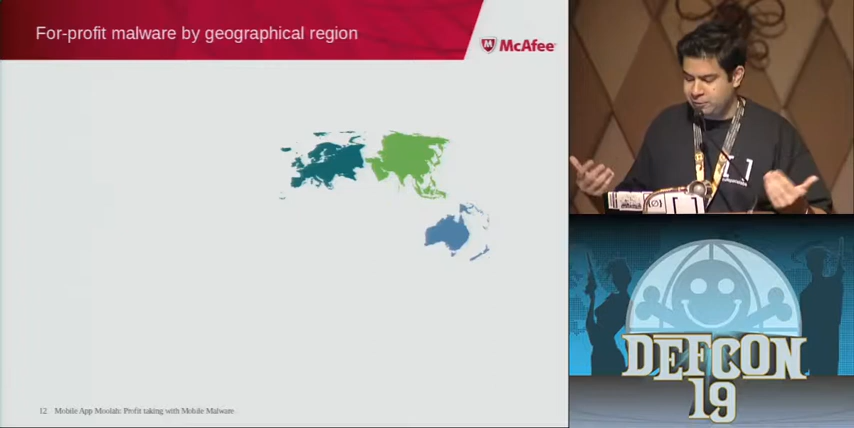 For-profit malware by geographical region
McAfee
12 Mobile App Moolah: Profit taking with Mobile Malware
DEFCON
19